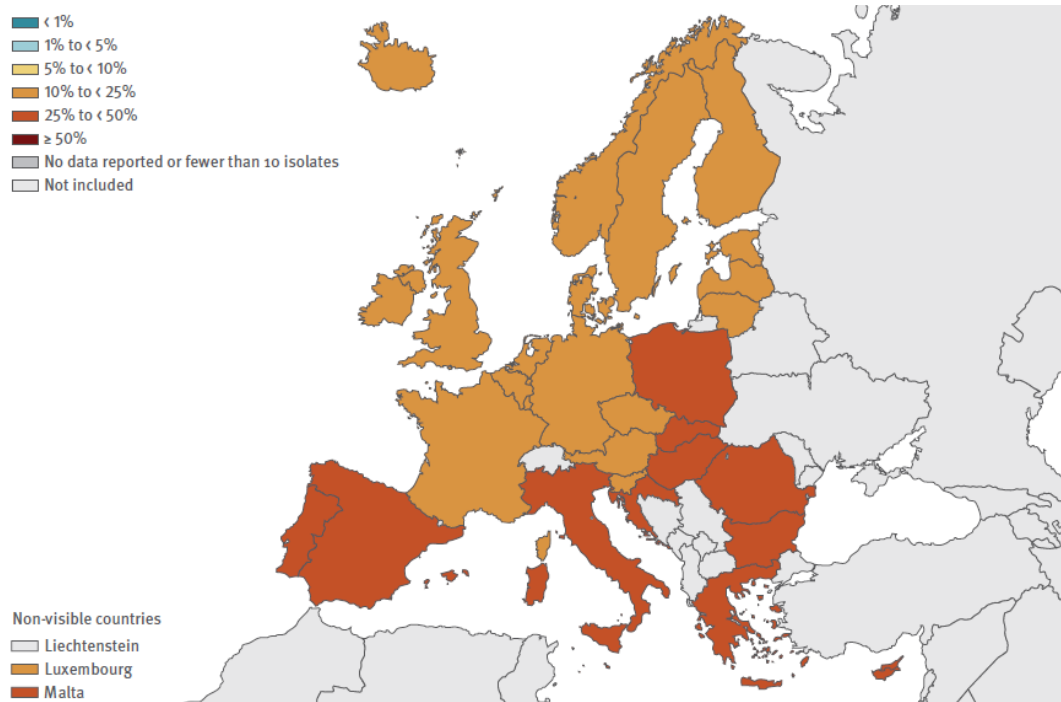 < 1%
1% to < 5%
5% to < 10%
10% to < 25%
25% to < 50%
≥ 50%
No data reported or fewer than 10 isolates
Not included
Non-visible countries
Liechtenstein
Luxembourg
Malta